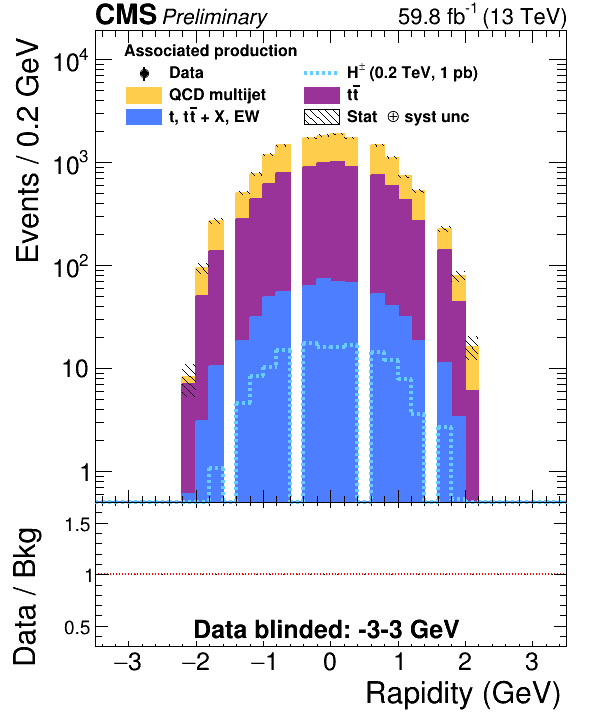 CMS Preliminary 59.8 fb⁻¹ (13 TeV)
Associated production
Data
H± (0.2 TeV, 1 pb)
QCD multijet
tt̄
t, tt̄ + X, EW
Stat ⊕ syst unc
Events / 0.2 GeV
10⁴
10³
10²
10
1
Data / Bkg
1.5
1
0.5
Data blinded: -3-3 GeV
−3 −2 −1 0 1 2 3
Rapidity (GeV)